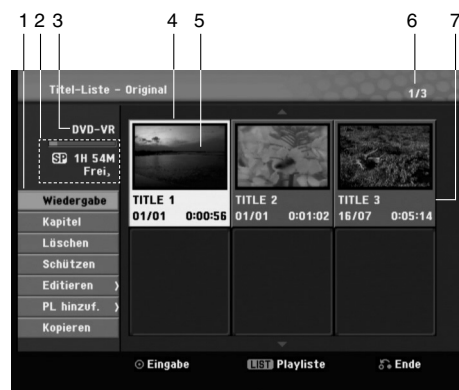 1 2 3 4 5 6 7
Titel-Liste – Original
1/3
DVD-VR
SP 1H 54M
Frei,
Wiedergabe
Kapitel
Löschen
Schützen
Editieren 〉
PL hinzuf. 〉
Kopieren
TITLE 1
01/01 0:00:56
TITLE 2
01/01 0:01:02
TITLE 3
16/07 0:05:14
Eingabe LIST Playliste Ende